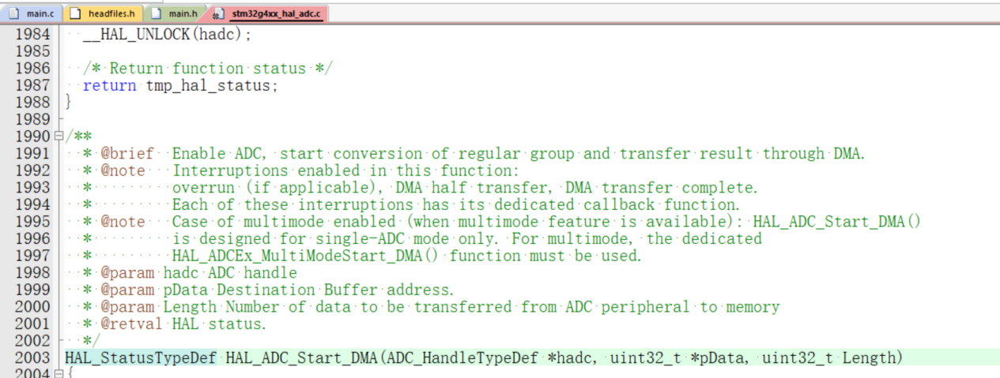 main.c headfiles.h main.h stm32g4xx_hal_adc.c
1984 __HAL_UNLOCK(hadc);
1985
1986 /* Return function status */
1987 return tmp_hal_status;
1988 }
1989
1990 /**
1991 * @brief Enable ADC, start conversion of regular group and transfer result through DMA.
1992 * @note Interruptions enabled in this function:
1993 * overrun (if applicable), DMA half transfer, DMA transfer complete.
1994 * Each of these interruptions has its dedicated callback function.
1995 * @note Case of multimode enabled (when multimode feature is available): HAL_ADC_Start_DMA()
1996 * is designed for single-ADC mode only. For multimode, the dedicated
1997 * HAL_ADCEx_MultiModeStart_DMA() function must be used.
1998 * @param hadc ADC handle
1999 * @param pData Destination Buffer address.
2000 * @param Length Number of data to be transferred from ADC peripheral to memory
2001 * @retval HAL status.
2002 */
2003 HAL_StatusTypeDef HAL_ADC_Start_DMA(ADC_HandleTypeDef *hadc, uint32_t *pData, uint32_t Length)
2004 {